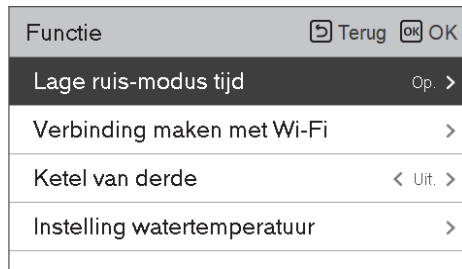 Functie Terug OK OK
Lage ruis-modus tijd Op. >
Verbinding maken met Wi-Fi >
Ketel van derde < Uit. >
Instelling watertemperatuur >